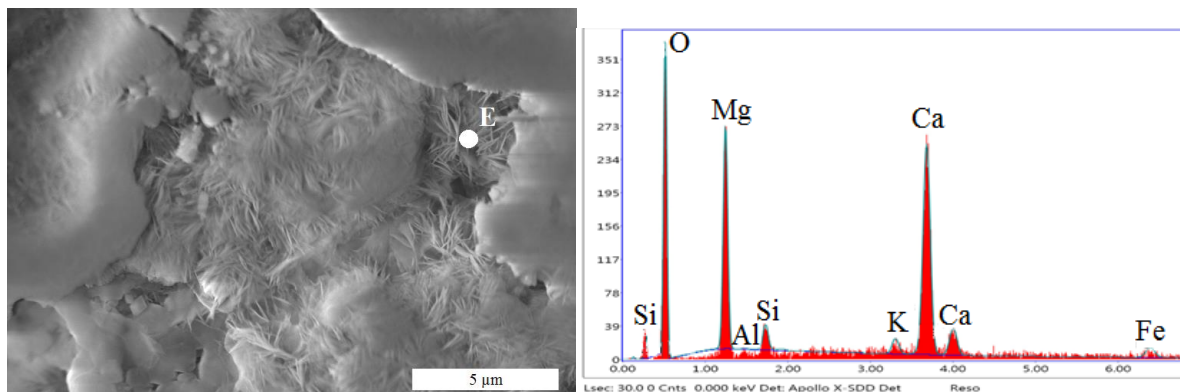 E
5 µm
351
312
273
234
195
156
117
78
39
0.00 1.00 2.00 3.00 4.00 5.00 6.00
Si O Mg Al Si K Ca Ca Fe
Lsec: 30.0 0 Cnts 0.000 keV Det: Apollo X-SDD Det Reso